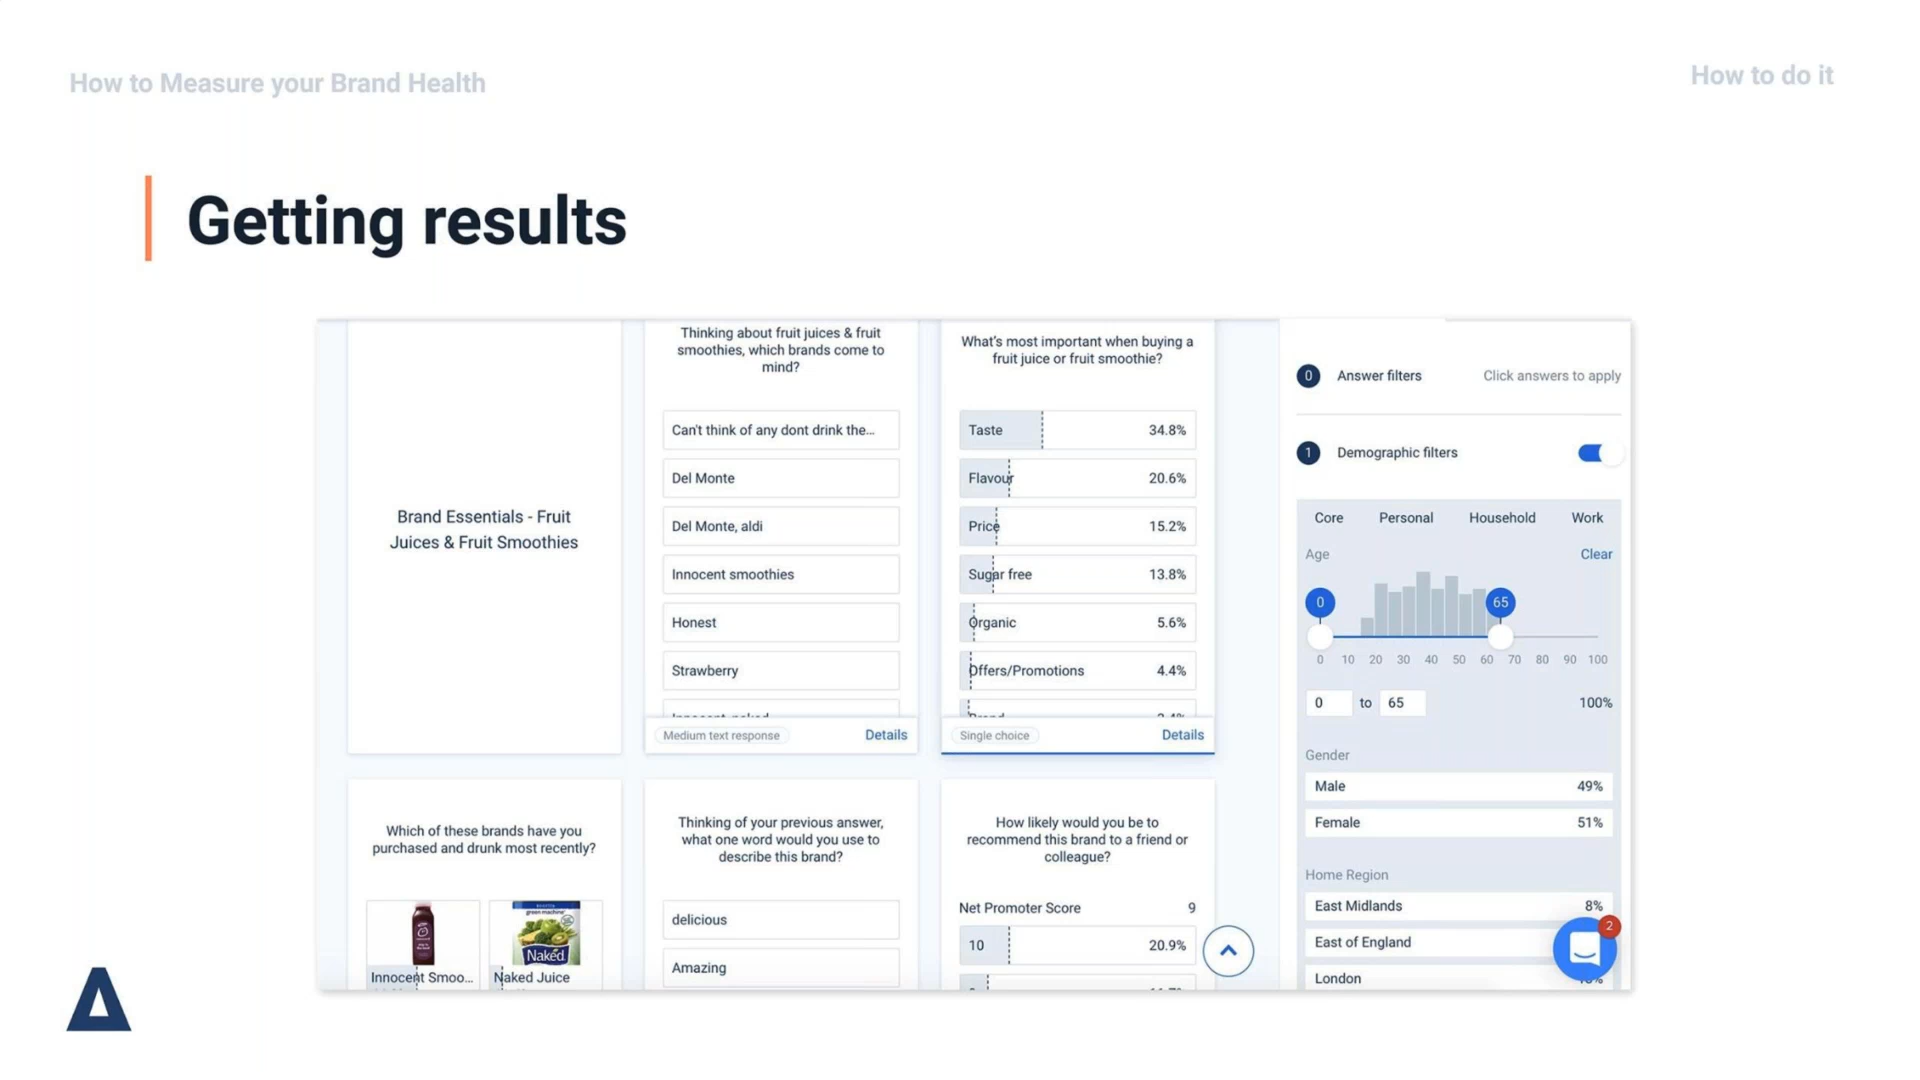 How to Measure your Brand Health
How to do it
Getting results
Brand Essentials - Fruit
Juices & Fruit Smoothies
Thinking about fruit juices & fruit
smoothies, which brands come to
mind?
Can't think of any dont drink the...
Del Monte
Del Monte, aldi
Innocent smoothies
Honest
Strawberry
Medium text response
Details
What's most important when buying a
fruit juice or fruit smoothie?
Taste 34.8%
Flavour 20.6%
Price 15.2%
Sugar free 13.8%
Organic 5.6%
Offers/Promotions 4.4%
Single choice
Details
Which of these brands have you
purchased and drunk most recently?
green machine
Naked
Innocent Smoo...
Naked Juice
Thinking of your previous answer,
what one word would you use to
describe this brand?
delicious
Amazing
How likely would you be to
recommend this brand to a friend or
colleague?
Net Promoter Score 9
10 20.9%
0 Answer filters Click answers to apply
1 Demographic filters
Core Personal Household Work
Age Clear
0 65
0 10 20 30 40 50 60 70 80 90 100
0 to 65 100%
Gender
Male 49%
Female 51%
Home Region
East Midlands 8%
East of England
2
London